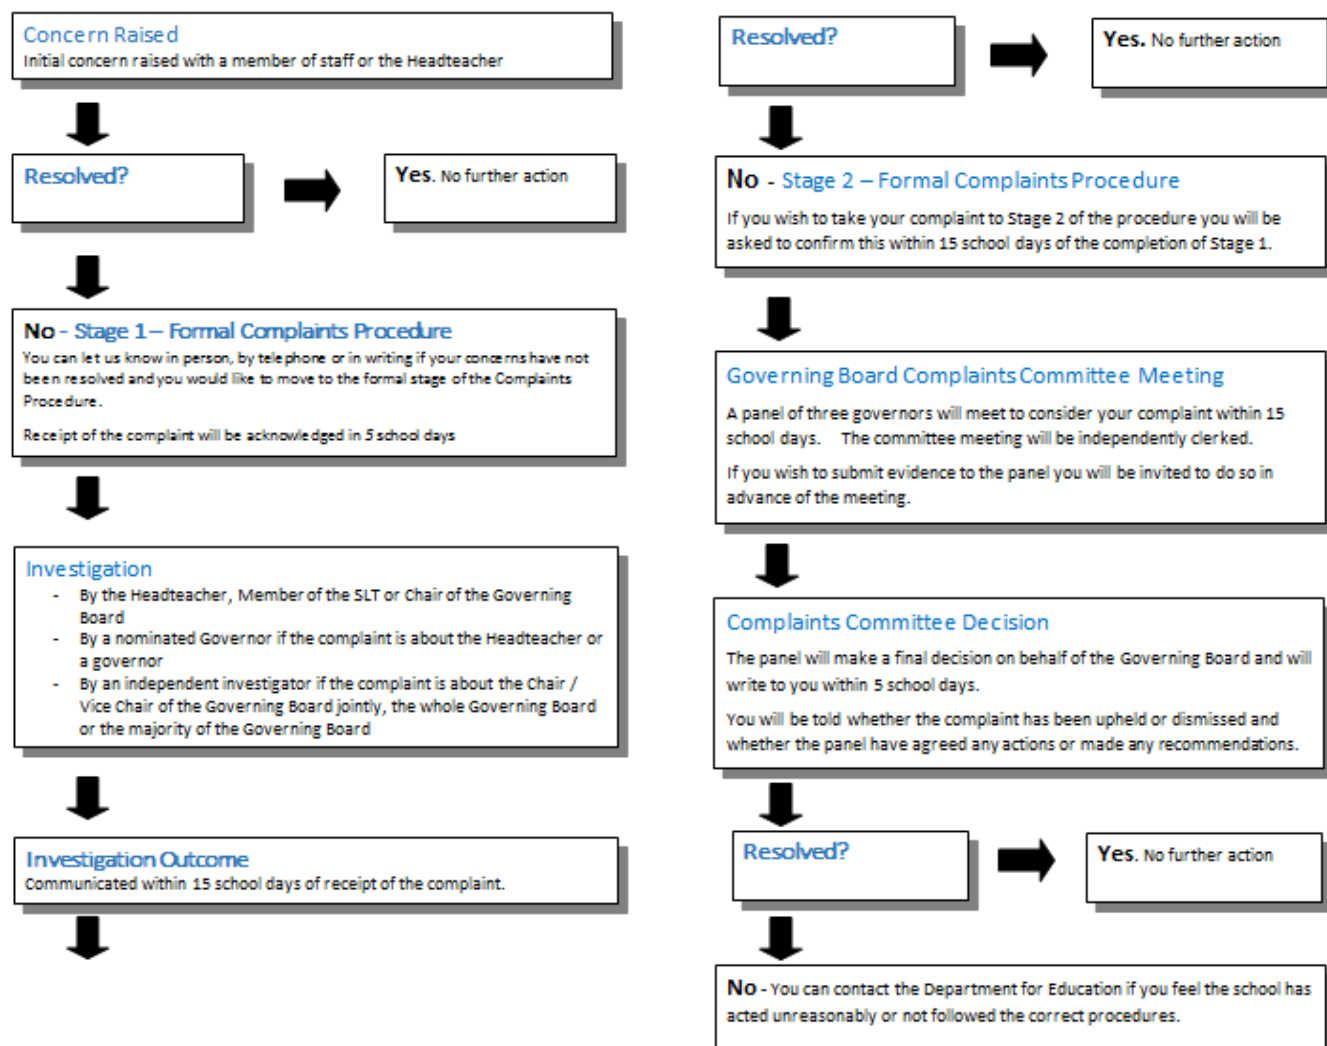 Concern Raised
Initial concern raised with a member of staff or the Headteacher
Resolved?
Yes. No further action
No - Stage 1 – Formal Complaints Procedure
You can let us know in person, by telephone or in writing if your concerns have not
been resolved and you would like to move to the formal stage of the Complaints
Procedure.
Receipt of the complaint will be acknowledged in 5 school days
Investigation
- By the Headteacher, Member of the SLT or Chair of the Governing
Board
- By a nominated Governor if the complaint is about the Headteacher or
a governor
- By an independent investigator if the complaint is about the Chair /
Vice Chair of the Governing Board jointly, the whole Governing Board
or the majority of the Governing Board
Investigation Outcome
Communicated within 15 school days of receipt of the complaint.
Resolved?
Yes. No further action
No - Stage 2 – Formal Complaints Procedure
If you wish to take your complaint to Stage 2 of the procedure you will be
asked to confirm this within 15 school days of the completion of Stage 1.
Governing Board Complaints Committee Meeting
A panel of three governors will meet to consider your complaint within 15
school days. The committee meeting will be independently clerked.
If you wish to submit evidence to the panel you will be invited to do so in
advance of the meeting.
Complaints Committee Decision
The panel will make a final decision on behalf of the Governing Board and will
write to you within 5 school days.
You will be told whether the complaint has been upheld or dismissed and
whether the panel have agreed any actions or made any recommendations.
Resolved?
Yes. No further action
No - You can contact the Department for Education if you feel the school has
acted unreasonably or not followed the correct procedures.